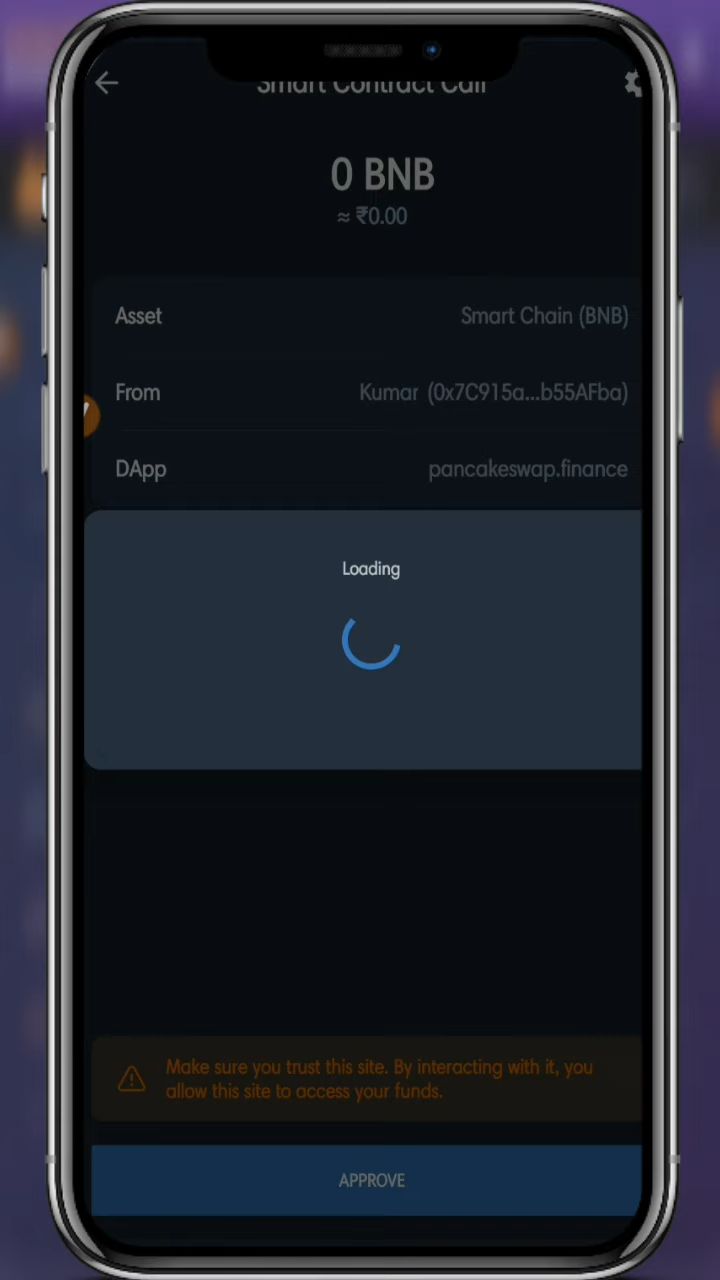 Smart Contract Call
0 BNB
≈ ₹0.00
Asset Smart Chain (BNB)
From Kumar (0x7C915a...b55AFba)
DApp pancakeswap.finance
Loading
Make sure you trust this site. By interacting with it, you
allow this site to access your funds.
APPROVE